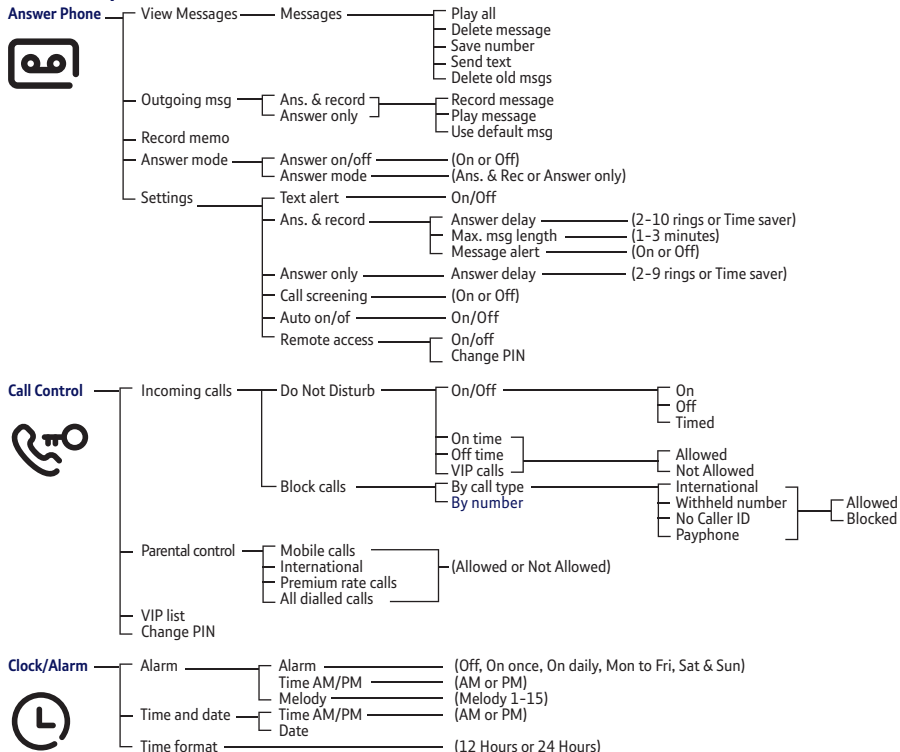 Answer Phone View Messages Messages Play all
Delete message
Save number
Send text
Delete old msgs
Outgoing msg Ans. & record Record message
Answer only Play message
Use default msg
Record memo
Answer mode Answer on/off (On or Off)
Answer mode (Ans. & Rec or Answer only)
Settings Text alert On/Off
Ans. & record Answer delay (2-10 rings or Time saver)
Max. msg length (1-3 minutes)
Message alert (On or Off)
Answer only Answer delay (2-9 rings or Time saver)
Call screening (On or Off)
Auto on/of On/Off
Remote access On/off
Change PIN
Call Control Incoming calls Do Not Disturb On/Off On
Off
Timed
On time
Off time Allowed
VIP calls Not Allowed
Block calls By call type International
By number Withheld number Allowed
No Caller ID Blocked
Payphone
Parental control Mobile calls
International (Allowed or Not Allowed)
Premium rate calls
All dialled calls
VIP list
Change PIN
Clock/Alarm Alarm Alarm (Off, On once, On daily, Mon to Fri, Sat & Sun)
Time AM/PM (AM or PM)
Melody (Melody 1-15)
Time and date Time AM/PM (AM or PM)
Date
Time format (12 Hours or 24 Hours)